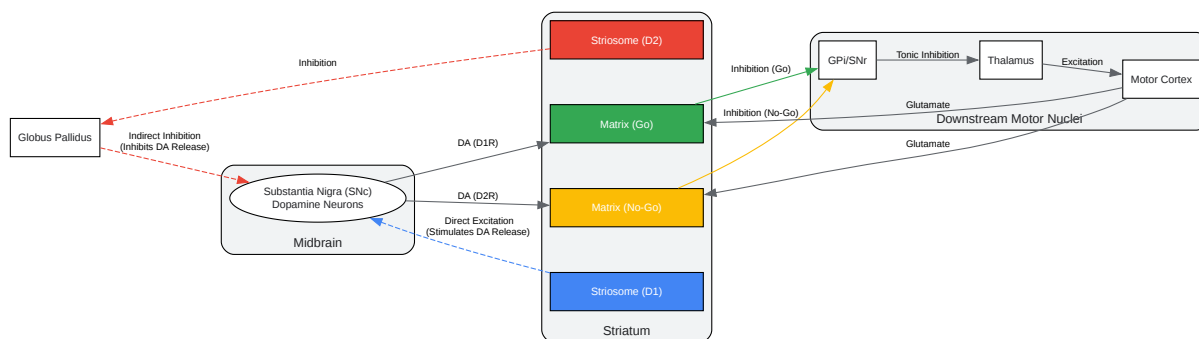 Striosome (D2)
Inhibition
GPi/SNr
Tonic Inhibition
Thalamus
Excitation
Motor Cortex
Inhibition (Go)
Glutamate
Inhibition (No-Go)
Downstream Motor Nuclei
Matrix (Go)
Globus Pallidus
Indirect Inhibition
(Inhibits DA Release)
DA (D1R)
Glutamate
Substantia Nigra (SNc)
Dopamine Neurons
DA (D2R)
Matrix (No-Go)
Direct Excitation
(Stimulates DA Release)
Midbrain
Striosome (D1)
Striatum